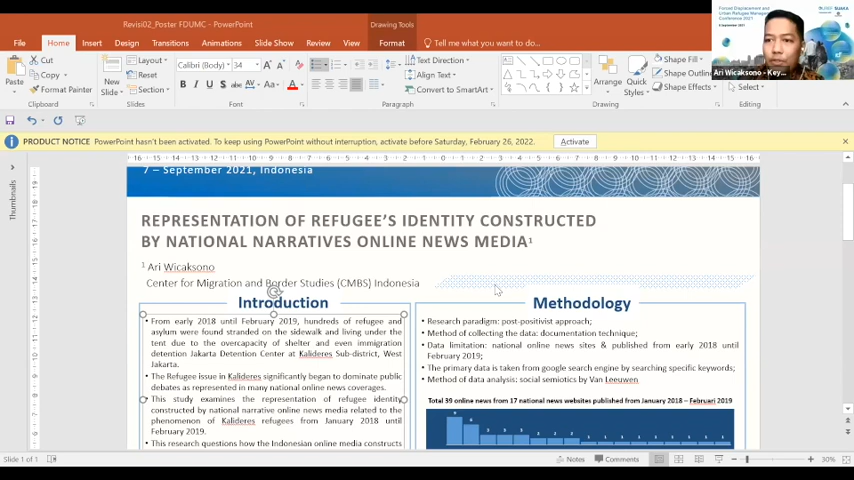 Revisi02_Poster FDUMC - PowerPoint
Drawing Tools
File Home Insert Design Transitions Animations Slide Show Review View Format Tell me what you want to do...
Cut
Copy
Format Painter
Paste
Clipboard
New Slide
Layout
Reset
Section
Slides
Calibri (Body) 34
Font
Text Direction
Align Text
Convert to SmartArt
Paragraph
Arrange
Quick Styles
Shape Fill
Shape Outline
Shape Effects
Drawing
Select
Editing
Forced Displacement and
Urban Refugee Management
Conference 2021
SUAKA
Ari Wicaksono - Key...
PRODUCT NOTICE PowerPoint hasn't been activated. To keep using PowerPoint without interruption, activate before Saturday, February 26, 2022. Activate
Thumbnails
7 – September 2021, Indonesia
REPRESENTATION OF REFUGEE'S IDENTITY CONSTRUCTED
BY NATIONAL NARRATIVES ONLINE NEWS MEDIA¹
¹ Ari Wicaksono
Center for Migration and Border Studies (CMBS) Indonesia
Introduction
• From early 2018 until February 2019, hundreds of refugee and
asylum were found stranded on the sidewalk and living under the
tent due to the overcapacity of shelter and even immigration
detention Jakarta Detention Center at Kalideres Sub-district, West
Jakarta.
• The Refugee issue in Kalideres significantly began to dominate public
debates as represented in many national news coverages.
• This study examines the representation of refugee identity
constructed by national narrative online news media related to the
phenomenon of Kalideres refugees from January 2018 until
February 2019.
• This research questions how the Indonesian online media constructs
Methodology
• Research paradigm: post-positivist approach;
• Method of collecting the data: documentation technique;
• Data limitation: national online news sites & published from early 2018 until
February 2019;
• The primary data is taken from google search engine by searching specific keywords;
• Method of data analysis: social semiotics by Van Leeuwen
Total 39 online news from 17 national news websites published from January 2018 – Februari 2019
Slide 1 of 1
Notes Comments 30%